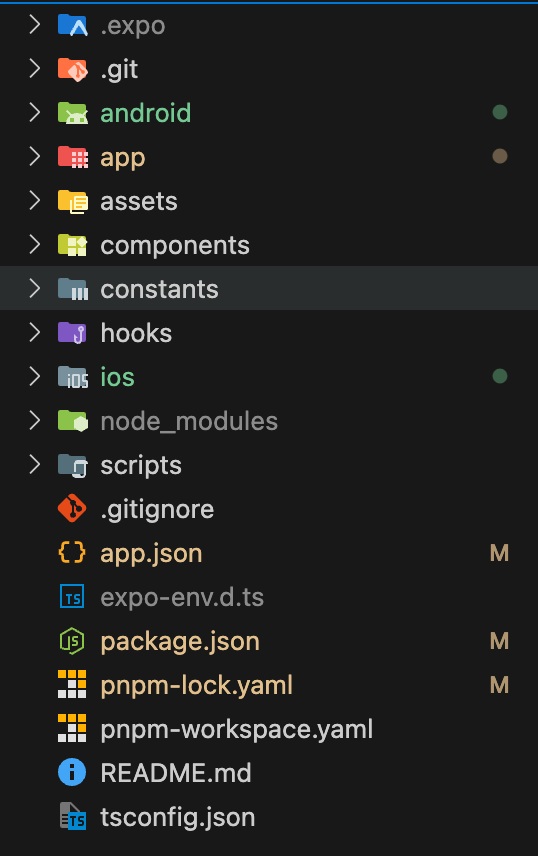 .expo
.git
android
app
assets
components
constants
hooks
ios
node_modules
scripts
.gitignore
app.json M
expo-env.d.ts
package.json M
pnpm-lock.yaml M
pnpm-workspace.yaml
README.md
tsconfig.json